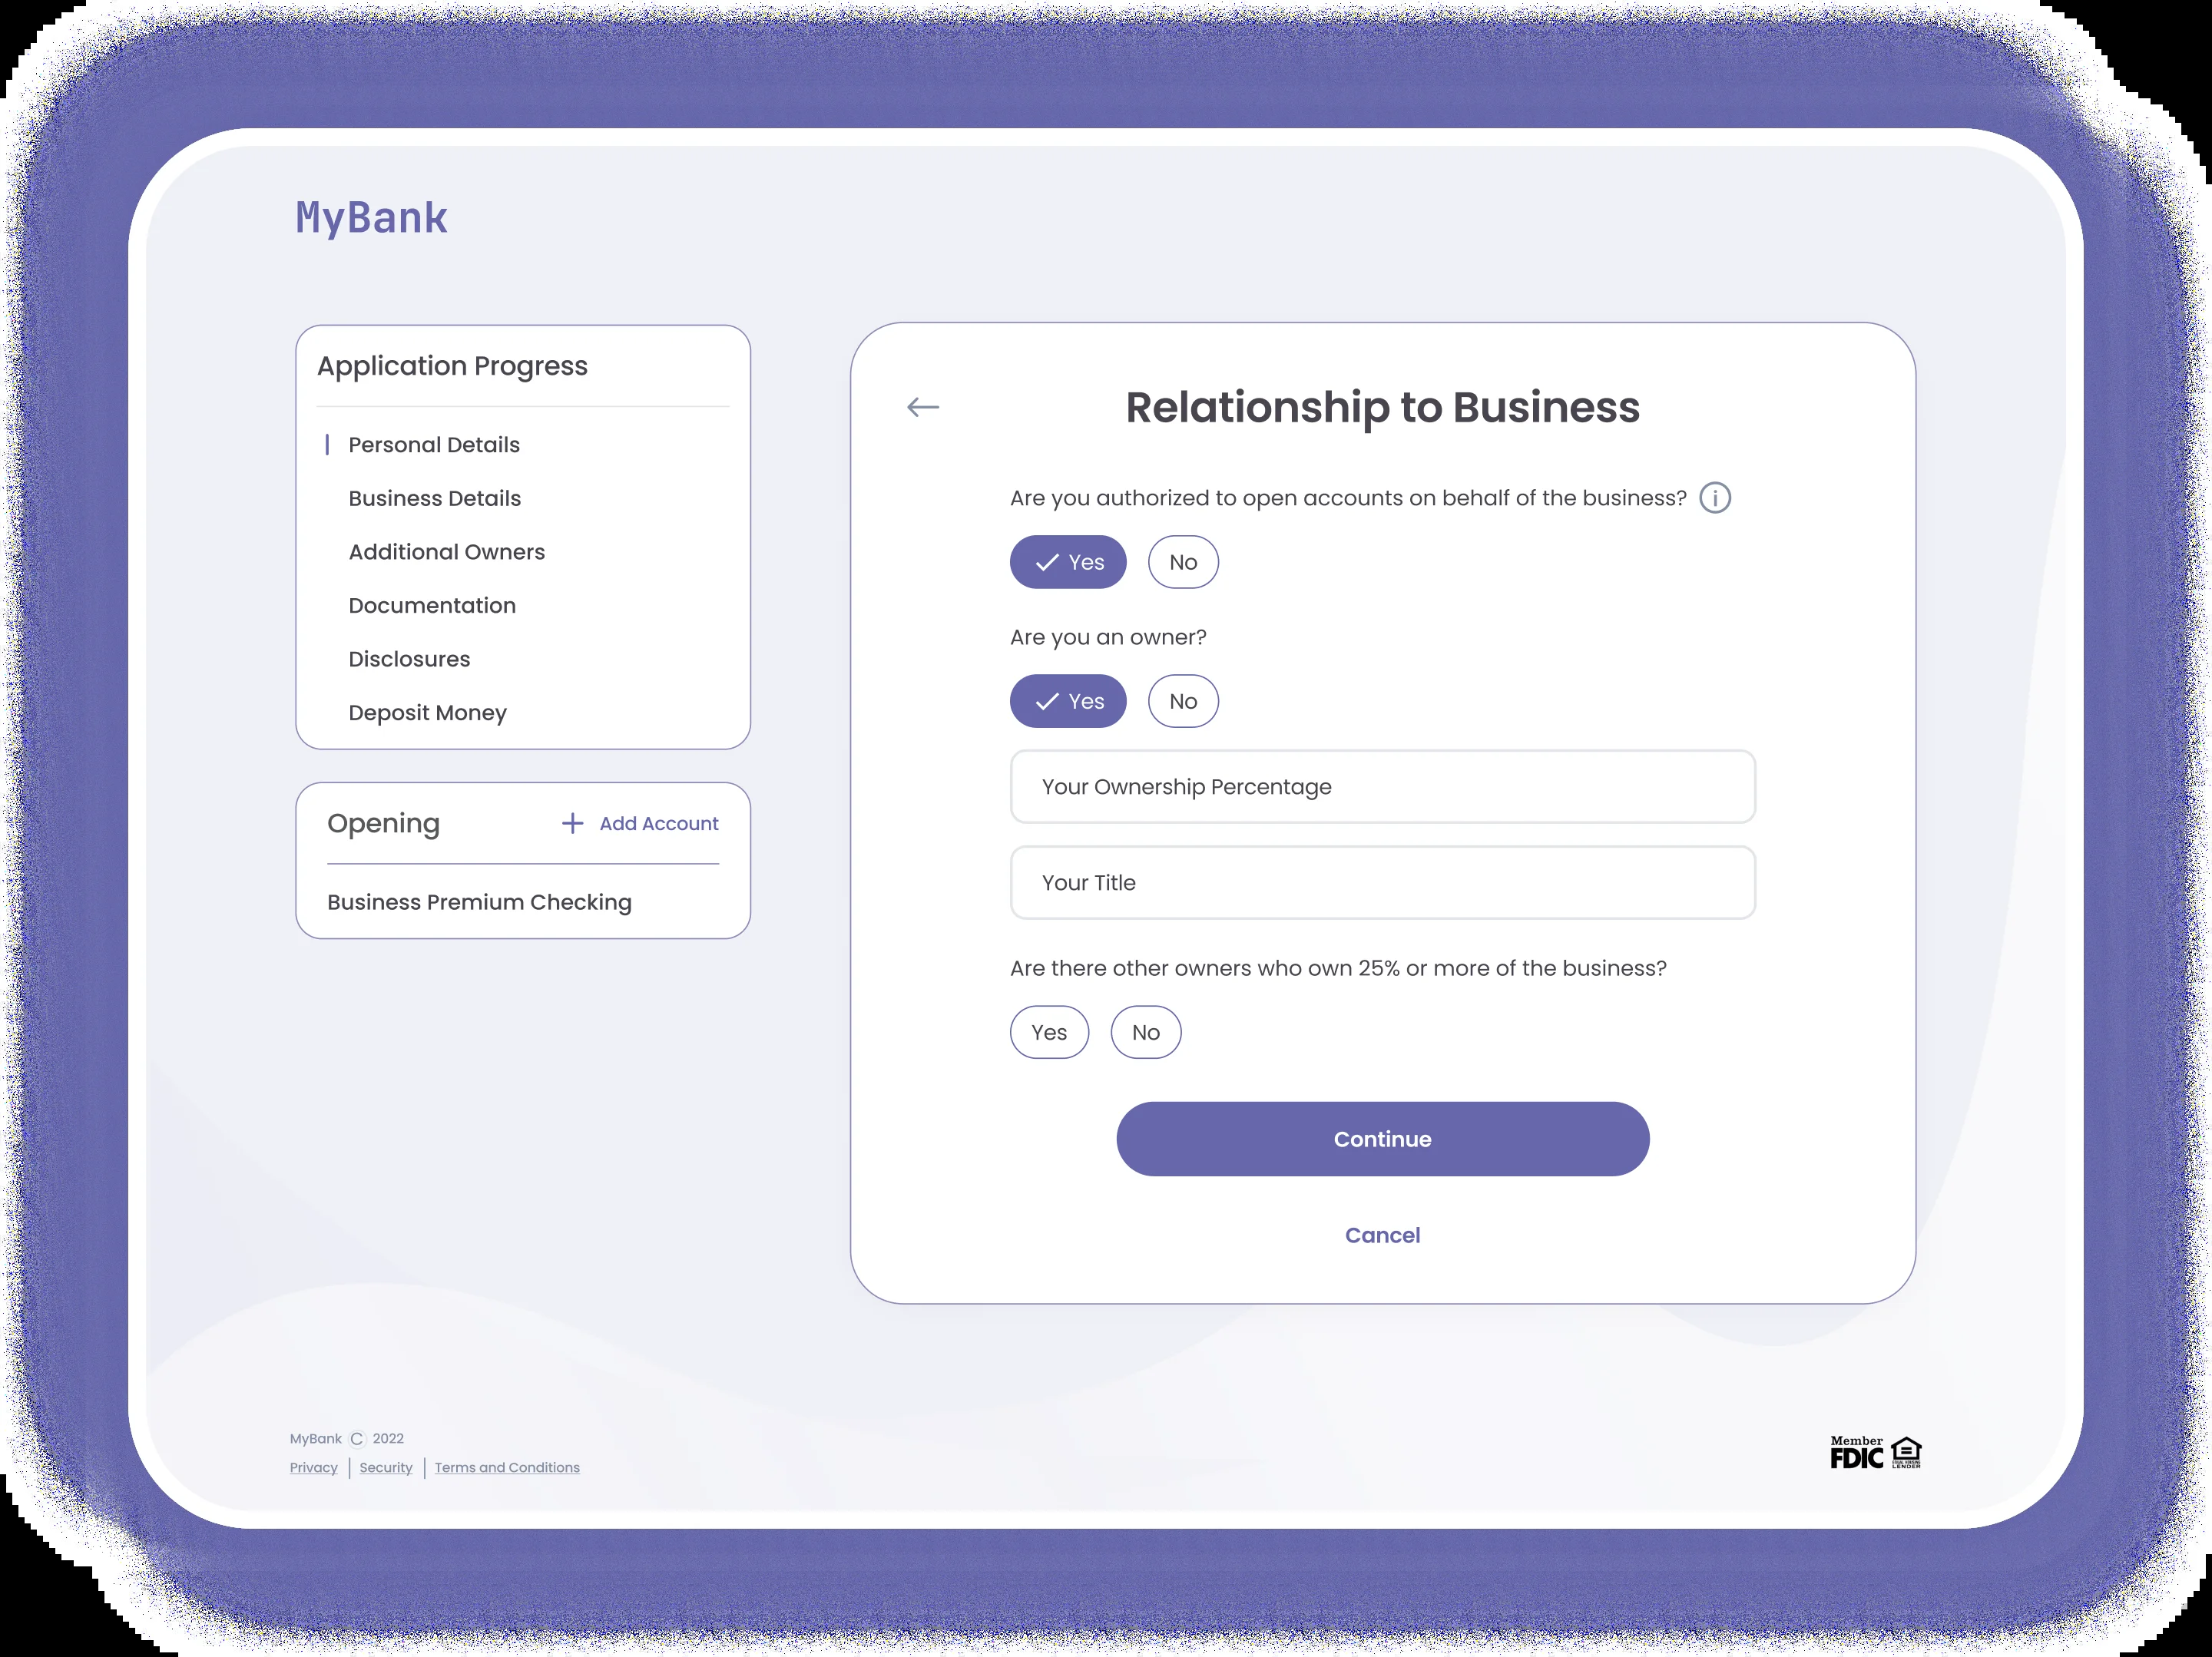 MyBank
Application Progress
Personal Details
Business Details
Additional Owners
Documentation
Disclosures
Deposit Money
Opening
Add Account
Business Premium Checking
Relationship to Business
Are you authorized to open accounts on behalf of the business?
Yes No
Are you an owner?
Yes No
Your Ownership Percentage
Your Title
Are there other owners who own 25% or more of the business?
Yes No
Continue
Cancel
MyBank © 2022
Privacy | Security | Terms and Conditions
Member
FDIC
EQUAL HOUSING
LENDER